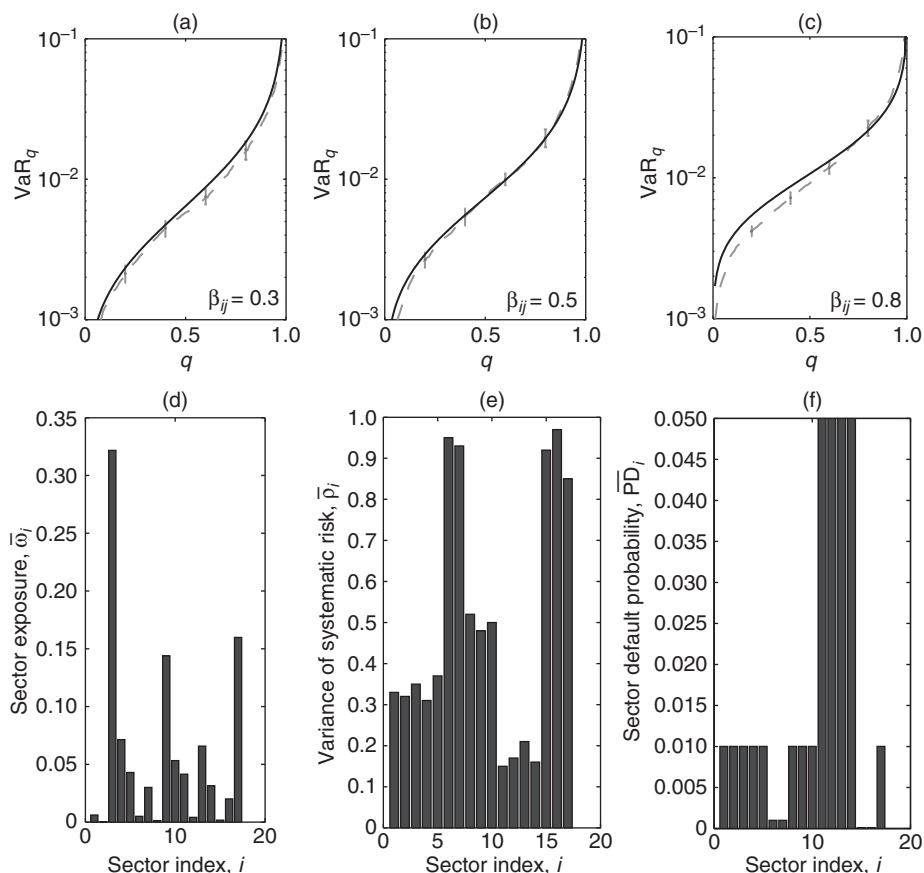 (a)
10⁻¹
10⁻²
10⁻³
VaR_q
0
0.5
1.0
q
β_ij = 0.3
(b)
10⁻¹
10⁻²
10⁻³
VaR_q
0
0.5
1.0
q
β_ij = 0.5
(c)
10⁻¹
10⁻²
10⁻³
VaR_q
0
0.5
1.0
q
β_ij = 0.8
(d)
0.35
0.30
0.25
0.20
0.15
0.10
0.05
0
Sector exposure, ω̅_i
0
10
20
Sector index, i
(e)
1.0
0.9
0.8
0.7
0.6
0.5
0.4
0.3
0.2
0.1
0
Variance of systematic risk, ρ̅_i
0
5
10
15
20
Sector index, i
(f)
0.050
0.045
0.040
0.035
0.030
0.025
0.020
0.015
0.010
0.005
0
Sector default probability, P̅D̅_i
0
10
20
Sector index, i